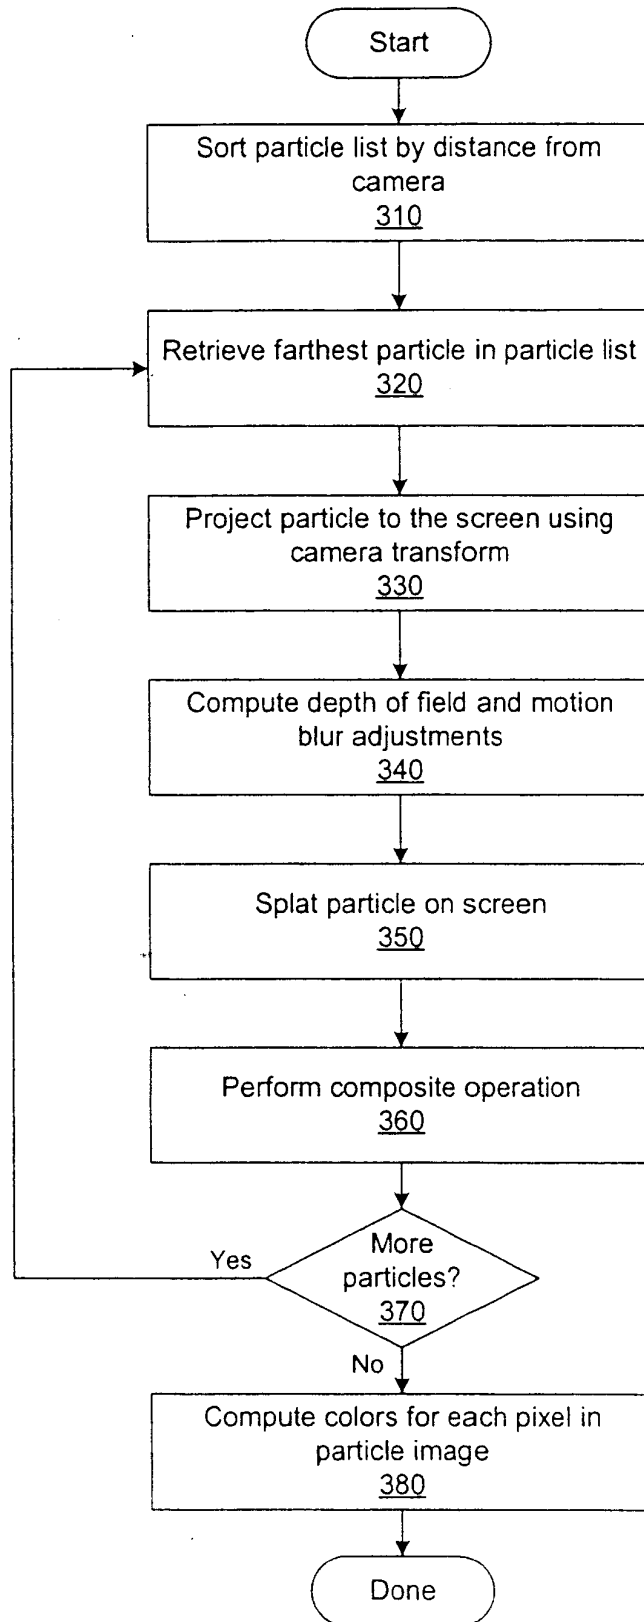 Start
Sort particle list by distance from
camera
310
Retrieve farthest particle in particle list
320
Project particle to the screen using
camera transform
330
Compute depth of field and motion
blur adjustments
340
Splat particle on screen
350
Perform composite operation
360
More
particles?
370
Yes
No
Compute colors for each pixel in
particle image
380
Done